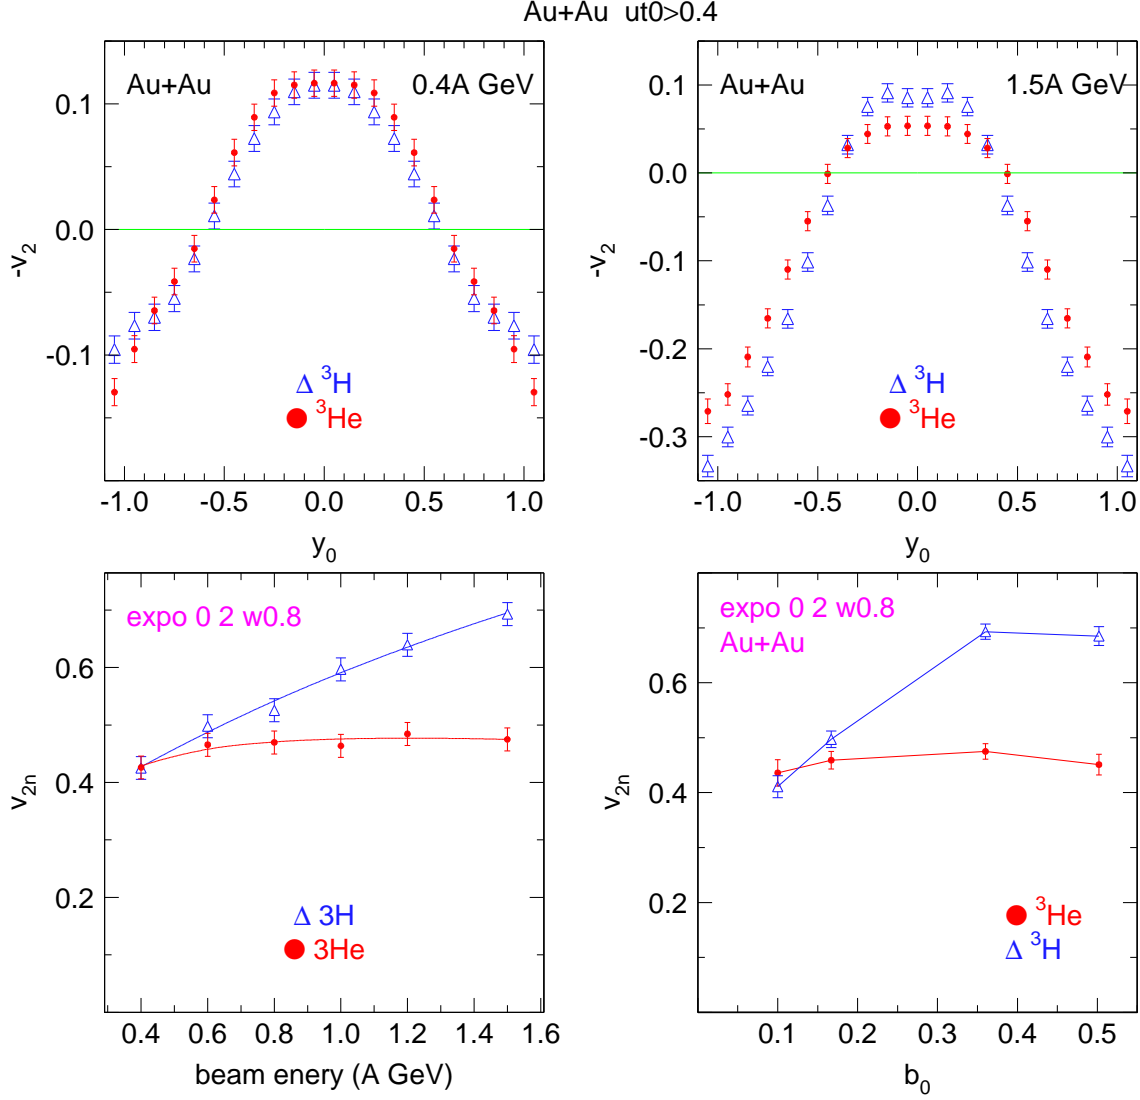 Au+Au ut0>0.4
Au+Au 0.4A GeV
0.1
0.0
-0.1
-v2
Δ 3H
3He
-1.0 -0.5 0.0 0.5 1.0
y0
Au+Au 1.5A GeV
0.1
0.0
-0.1
-0.2
-0.3
-v2
Δ 3H
3He
-1.0 -0.5 0.0 0.5 1.0
y0
expo 0 2 w0.8
0.6
0.4
0.2
v2n
Δ 3H
3He
0.4 0.6 0.8 1.0 1.2 1.4 1.6
beam enery (A GeV)
expo 0 2 w0.8
Au+Au
0.6
0.4
0.2
v2n
3He
Δ 3H
0.1 0.2 0.3 0.4 0.5
b0